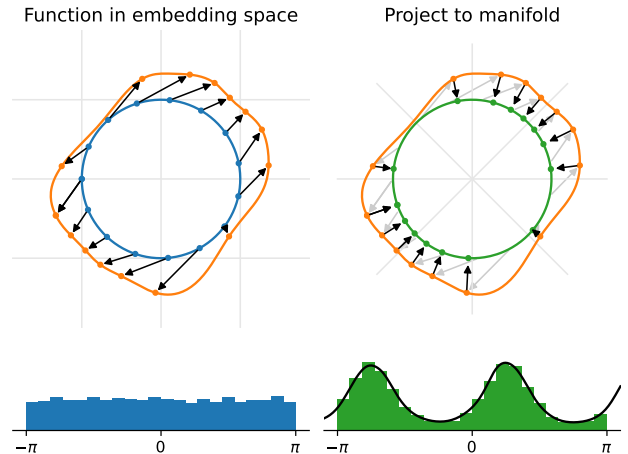 Function in embedding space
Project to manifold
−π 0 π
−π 0 π